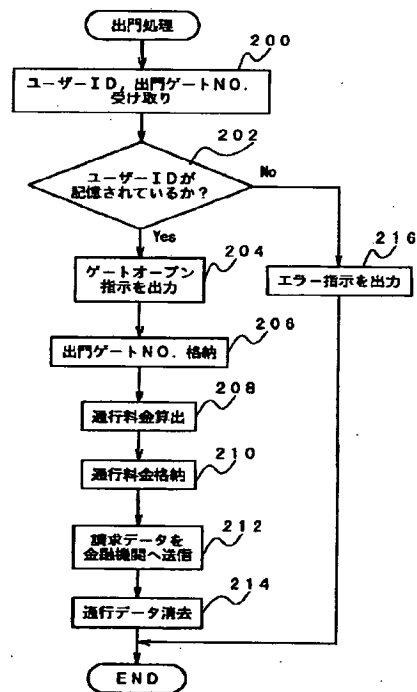 出門処理
200
ユーザーID,出門ゲートNO.
受け取り
202
ユーザーIDが
記憶されているか?
No
Yes
204
ゲートオープン
指示を出力
216
エラー指示を出力
206
出門ゲートNO.格納
208
通行料金算出
210
通行料金格納
212
請求データを
金融機関へ送信
214
通行データ消去
END